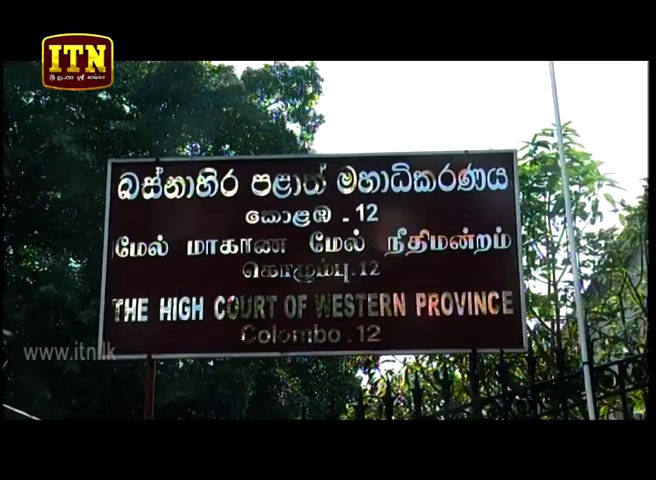 ITN
බස්නාහිර පළාත් මහාධිකරණය
කොළඹ - 12
மேல் மாகாண மேல் நீதிமன்றம்
கொழும்பு.12
THE HIGH COURT OF WESTERN PROVINCE
Colombo.12
www.itn.lk